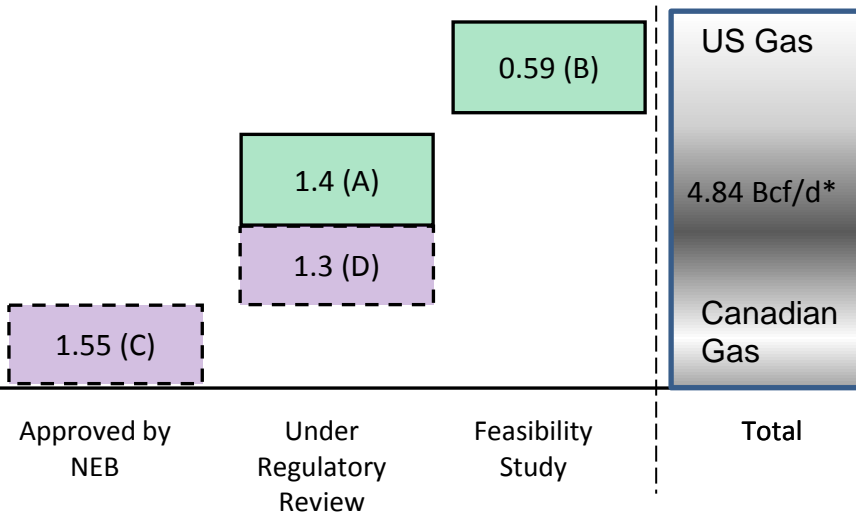 US Gas
0.59 (B)
1.4 (A)
4.84 Bcf/d*
1.3 (D)
1.55 (C)
Canadian
Gas
Approved by
NEB
Under
Regulatory
Review
Feasibility
Study
Total